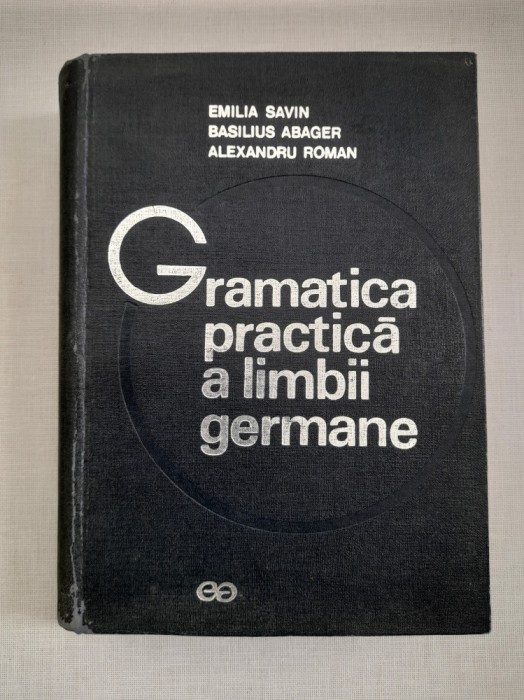 EMILIA SAVIN
BASILIUS ABAGER
ALEXANDRU ROMAN
Gramatica
practică
a limbii
germane